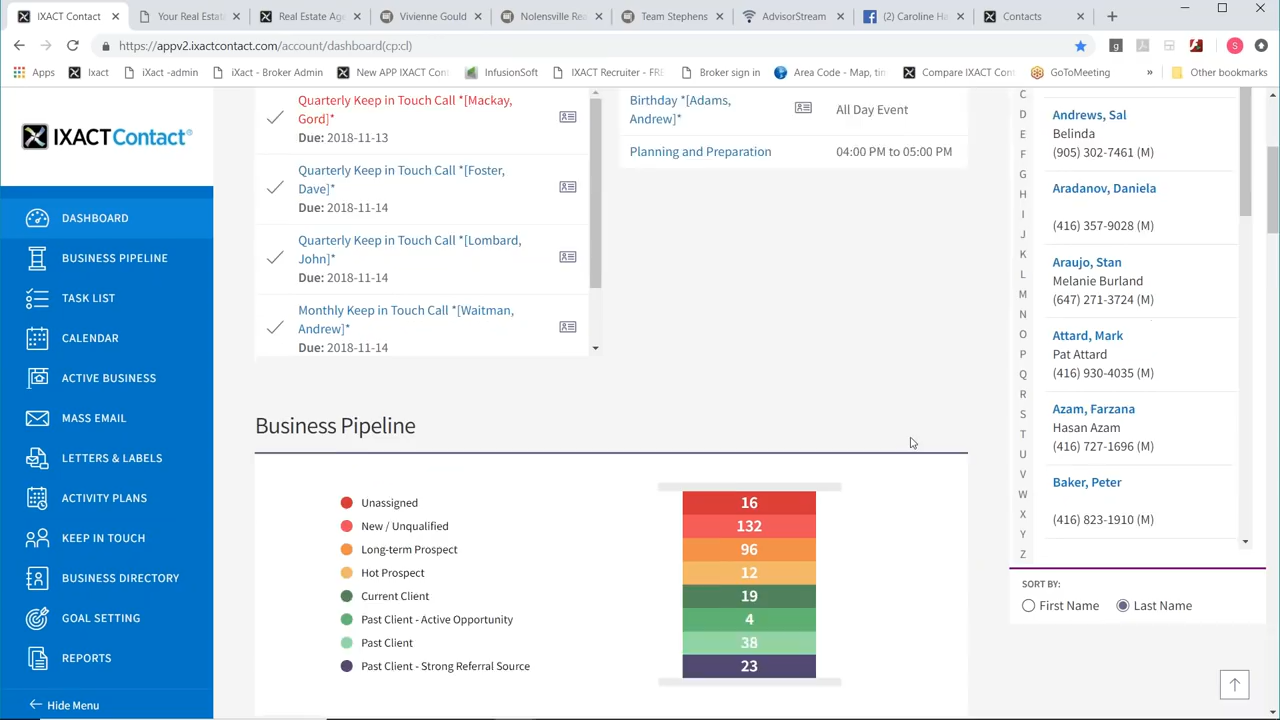 IXACT Contact
Your Real Esta
Real Estate Age
Vivienne Gould
Nolensville Rea
Team Stephens
AdvisorStream
(2) Caroline Ha
Contacts
https://appv2.ixactcontact.com/account/dashboard(cp:cl)
S
Apps
Ixact
iXact -admin
iXact - Broker Admin
New APP IXACT Con
InfusionSoft
IXACT Recruiter - FRE
Broker sign in
Area Code - Map, tim
Compare IXACT Cont
GoToMeeting
»
Other bookmarks
IXACTContact®
DASHBOARD
BUSINESS PIPELINE
TASK LIST
CALENDAR
ACTIVE BUSINESS
MASS EMAIL
LETTERS & LABELS
ACTIVITY PLANS
KEEP IN TOUCH
BUSINESS DIRECTORY
GOAL SETTING
REPORTS
Hide Menu
Quarterly Keep in Touch Call *[Mackay,
Gord]*
Due: 2018-11-13
Quarterly Keep in Touch Call *[Foster,
Dave]*
Due: 2018-11-14
Quarterly Keep in Touch Call *[Lombard,
John]*
Due: 2018-11-14
Monthly Keep in Touch Call *[Waitman,
Andrew]*
Due: 2018-11-14
Birthday *[Adams,
Andrew]*
All Day Event
Planning and Preparation
04:00 PM to 05:00 PM
Business Pipeline
Unassigned 16
New / Unqualified 132
Long-term Prospect 96
Hot Prospect 12
Current Client 19
Past Client - Active Opportunity 4
Past Client 38
Past Client - Strong Referral Source 23
C
D
E
F
G
H
I
J
K
L
M
N
O
P
Q
R
S
T
U
V
W
X
Y
Z
Andrews, Sal
Belinda
(905) 302-7461 (M)
Aradanov, Daniela
(416) 357-9028 (M)
Araujo, Stan
Melanie Burland
(647) 271-3724 (M)
Attard, Mark
Pat Attard
(416) 930-4035 (M)
Azam, Farzana
Hasan Azam
(416) 727-1696 (M)
Baker, Peter
(416) 823-1910 (M)
SORT BY:
First Name
Last Name